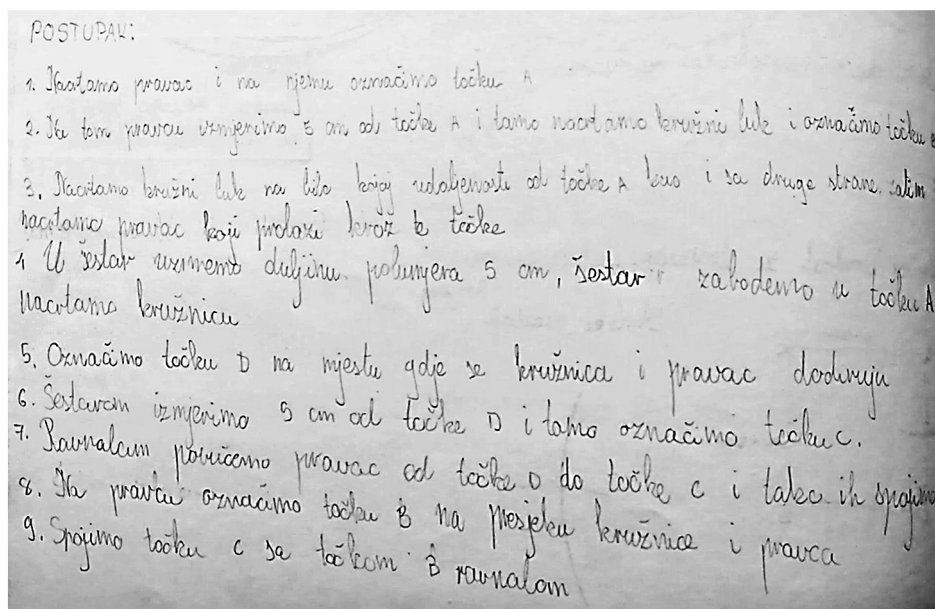 POSTUPAK:
1. Nacrtamo pravac i na njemu označimo točku A
2. Na tom pravcu izmjerimo 5 cm od točke A i tamo nacrtamo kružni luk i označimo točku B
3. Nacrtamo kružni luk na bilo kojoj udaljenosti od točke A kao i sa druge strane zatim
nacrtamo pravac koji prolazi kroz te točke
4 U šestar uzmemo duljinu polumjera 5 cm, šestar zabodemo u točku A
nacrtamo kružnicu
5. Označimo točku D na mjestu gdje se kružnica i pravac dodiruju
6. Šestarom izmjerimo 5 cm od točke D i tamo označimo točku C.
7. Ravnalom povučemo pravac od točke D do točke C i tako ih spojimo
8. Na pravcu označimo točku B na presjeku kružnice i pravca
9. Spojimo točku C sa točkom B ravnalom